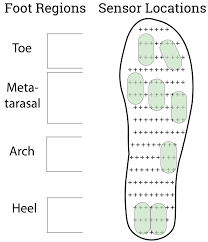 Foot Regions Sensor Locations
Toe
Meta-
tarasal
Arch
Heel